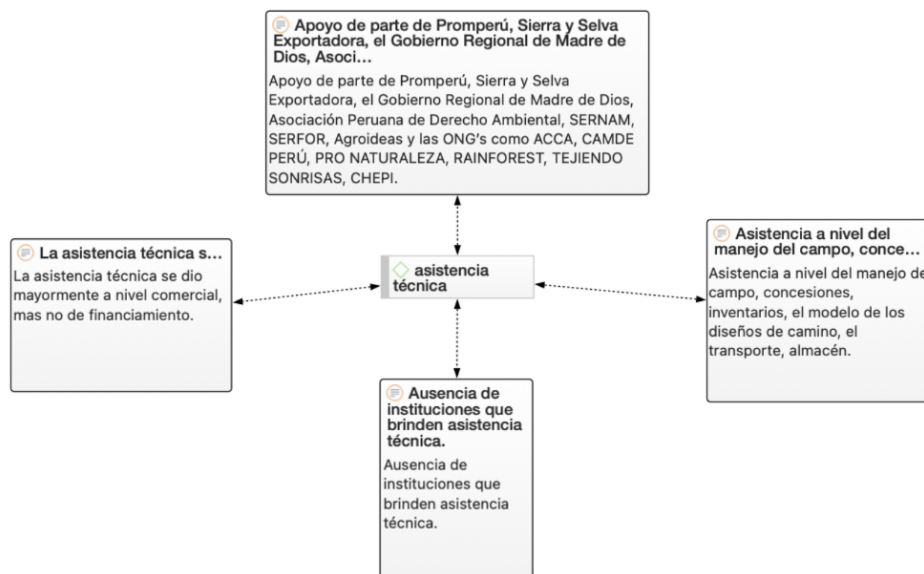 Apoyo de parte de Promperú, Sierra y Selva
Exportadora, el Gobierno Regional de Madre de
Dios, Asoci...
Apoyo de parte de Promperú, Sierra y Selva
Exportadora, el Gobierno Regional de Madre de Dios,
Asociación Peruana de Derecho Ambiental, SERNAM,
SERFOR, Agroideas y las ONG's como ACCA, CAMDE
PERÚ, PRO NATURALEZA, RAINFOREST, TEJIENDO
SONRISAS, CHEPI.
La asistencia técnica s...
La asistencia técnica se dio
mayormente a nivel comercial,
mas no de financiamiento.
asistencia
técnica
Asistencia a nivel del
manejo del campo, conce...
Asistencia a nivel del manejo de
campo, concesiones,
inventarios, el modelo de los
diseños de camino, el
transporte, almacén.
Ausencia de
instituciones que
brinden asistencia
técnica.
Ausencia de
instituciones que
brinden asistencia
técnica.